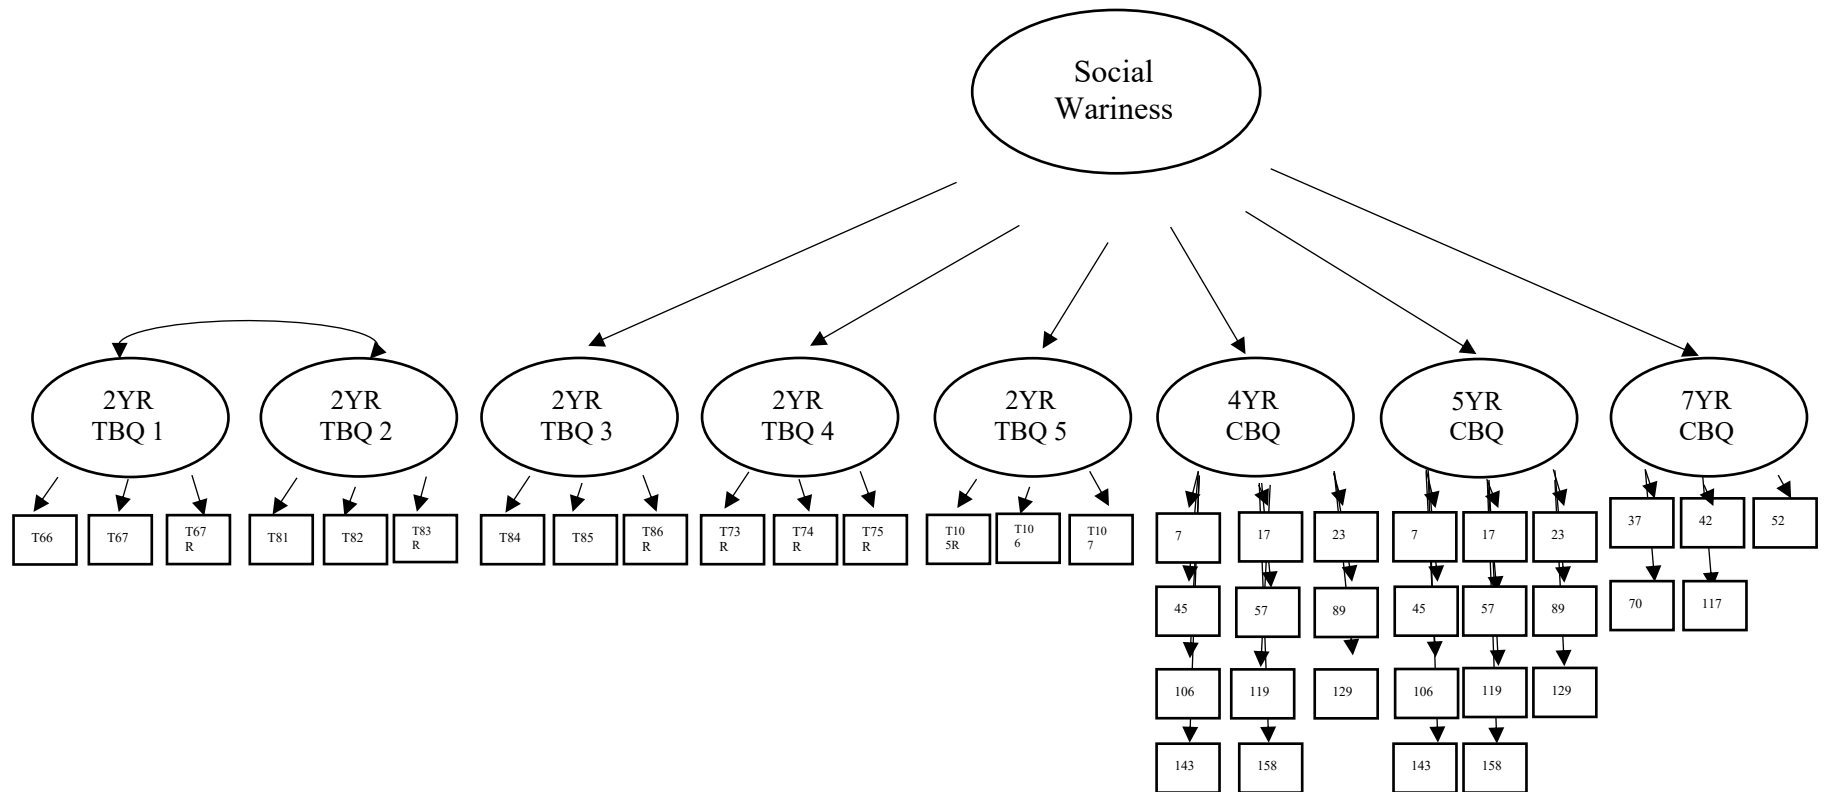 Social
Wariness
2YR
TBQ 1
2YR
TBQ 2
2YR
TBQ 3
2YR
TBQ 4
2YR
TBQ 5
4YR
CBQ
5YR
CBQ
7YR
CBQ
T66
T67
T67
R
T81
T82
T83
R
T84
T85
T86
R
T73
R
T74
R
T75
R
T10
5R
T10
6
T10
7
7
17
23
7
17
23
37
42
52
45
57
89
45
57
89
70
117
106
119
129
106
119
129
143
158
143
158